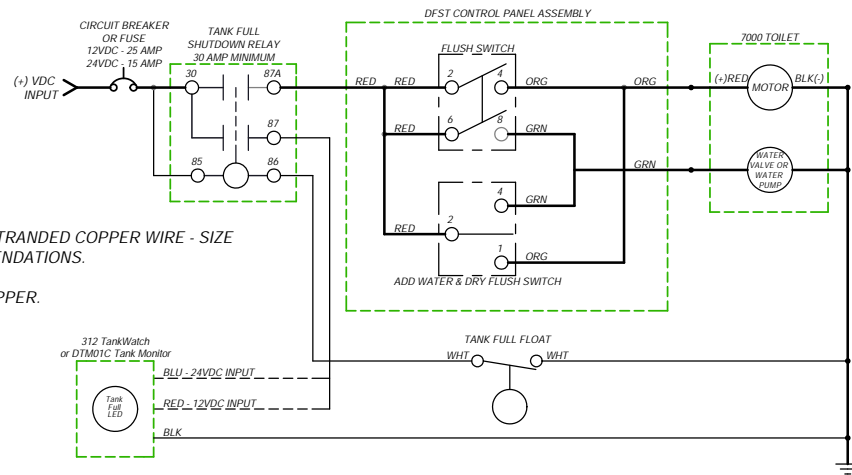 DFST CONTROL PANEL ASSEMBLY
CIRCUIT BREAKER
OR FUSE
12VDC - 25 AMP
24VDC - 15 AMP
TANK FULL
SHUTDOWN RELAY
30 AMP MINIMUM
FLUSH SWITCH
7000 TOILET
(+) VDC
INPUT
30
87A
RED
RED
2
4
ORG
ORG
(+)RED
MOTOR
BLK(-)
87
RED
6
8
GRN
85
86
GRN
WATER
VALVE OR
WATER
PUMP
4
GRN
2
RED
1
ORG
ADD WATER & DRY FLUSH SWITCH
TRANDED COPPER WIRE - SIZE
ENDATIONS.
PPER.
312 TankWatch
or DTM01C Tank Monitor
TANK FULL FLOAT
WHT
WHT
BLU - 24VDC INPUT
Tank
Full
LED
RED - 12VDC INPUT
BLK